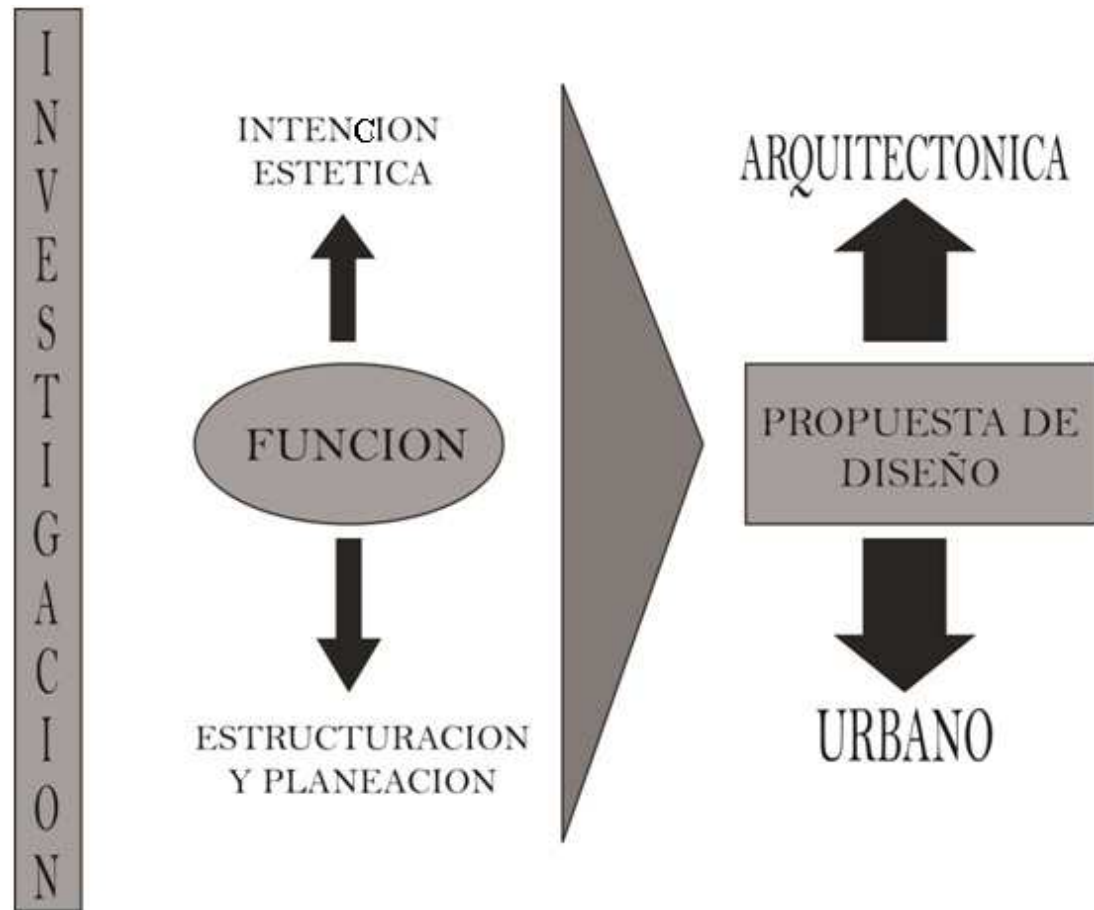 INVESTIGACION
INTENCION
ESTETICA
FUNCION
ESTRUCTURACION
Y PLANEACION
ARQUITECTONICA
PROPUESTA DE
DISEÑO
URBANO